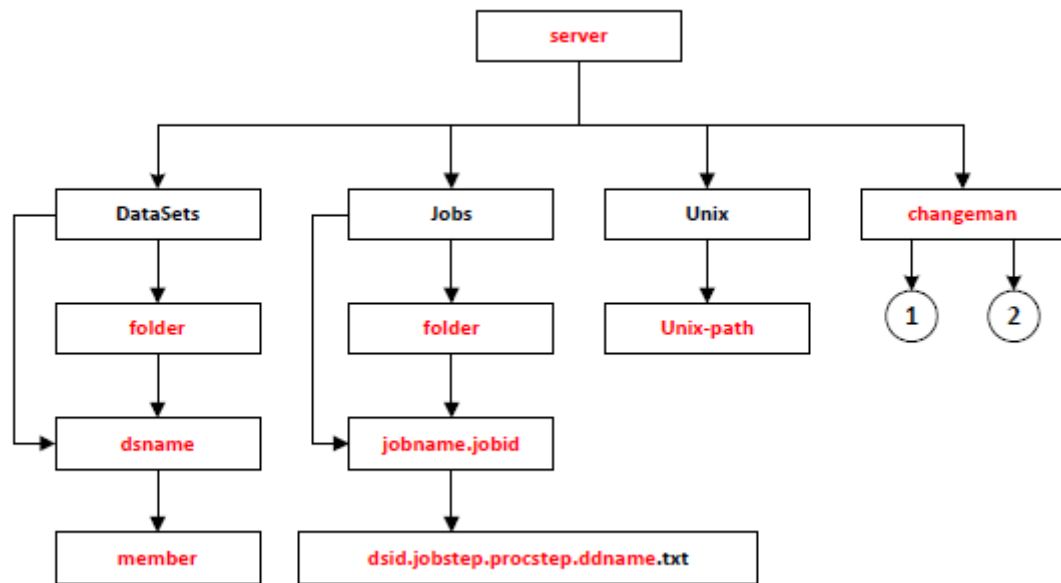 server
DataSets
Jobs
Unix
changeman
folder
folder
Unix-path
1
2
dsname
jobname.jobid
member
dsid.jobstep.procstep.ddname.txt